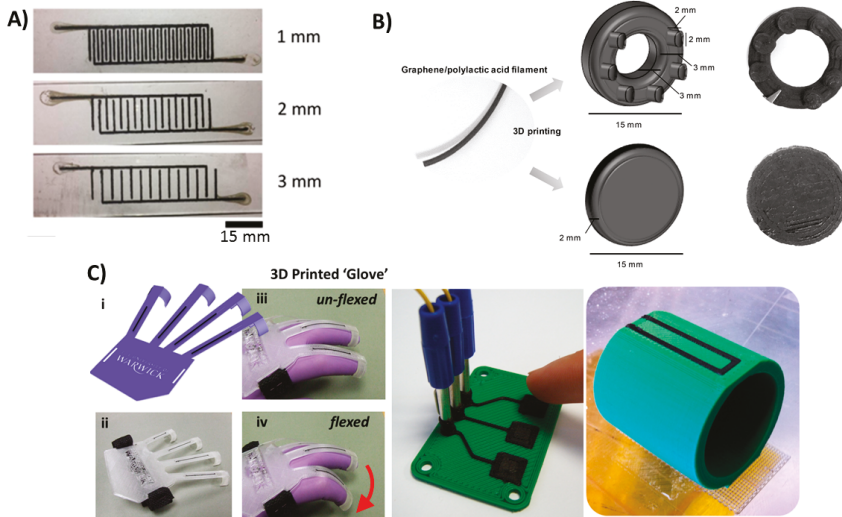 A)
1 mm
2 mm
3 mm
15 mm
B)
Graphene/polylactic acid filament
3D printing
2 mm
2 mm
3 mm
3 mm
15 mm
2 mm
15 mm
C)
3D Printed 'Glove'
i
WARWICK
ii
iii
un-flexed
iv
flexed